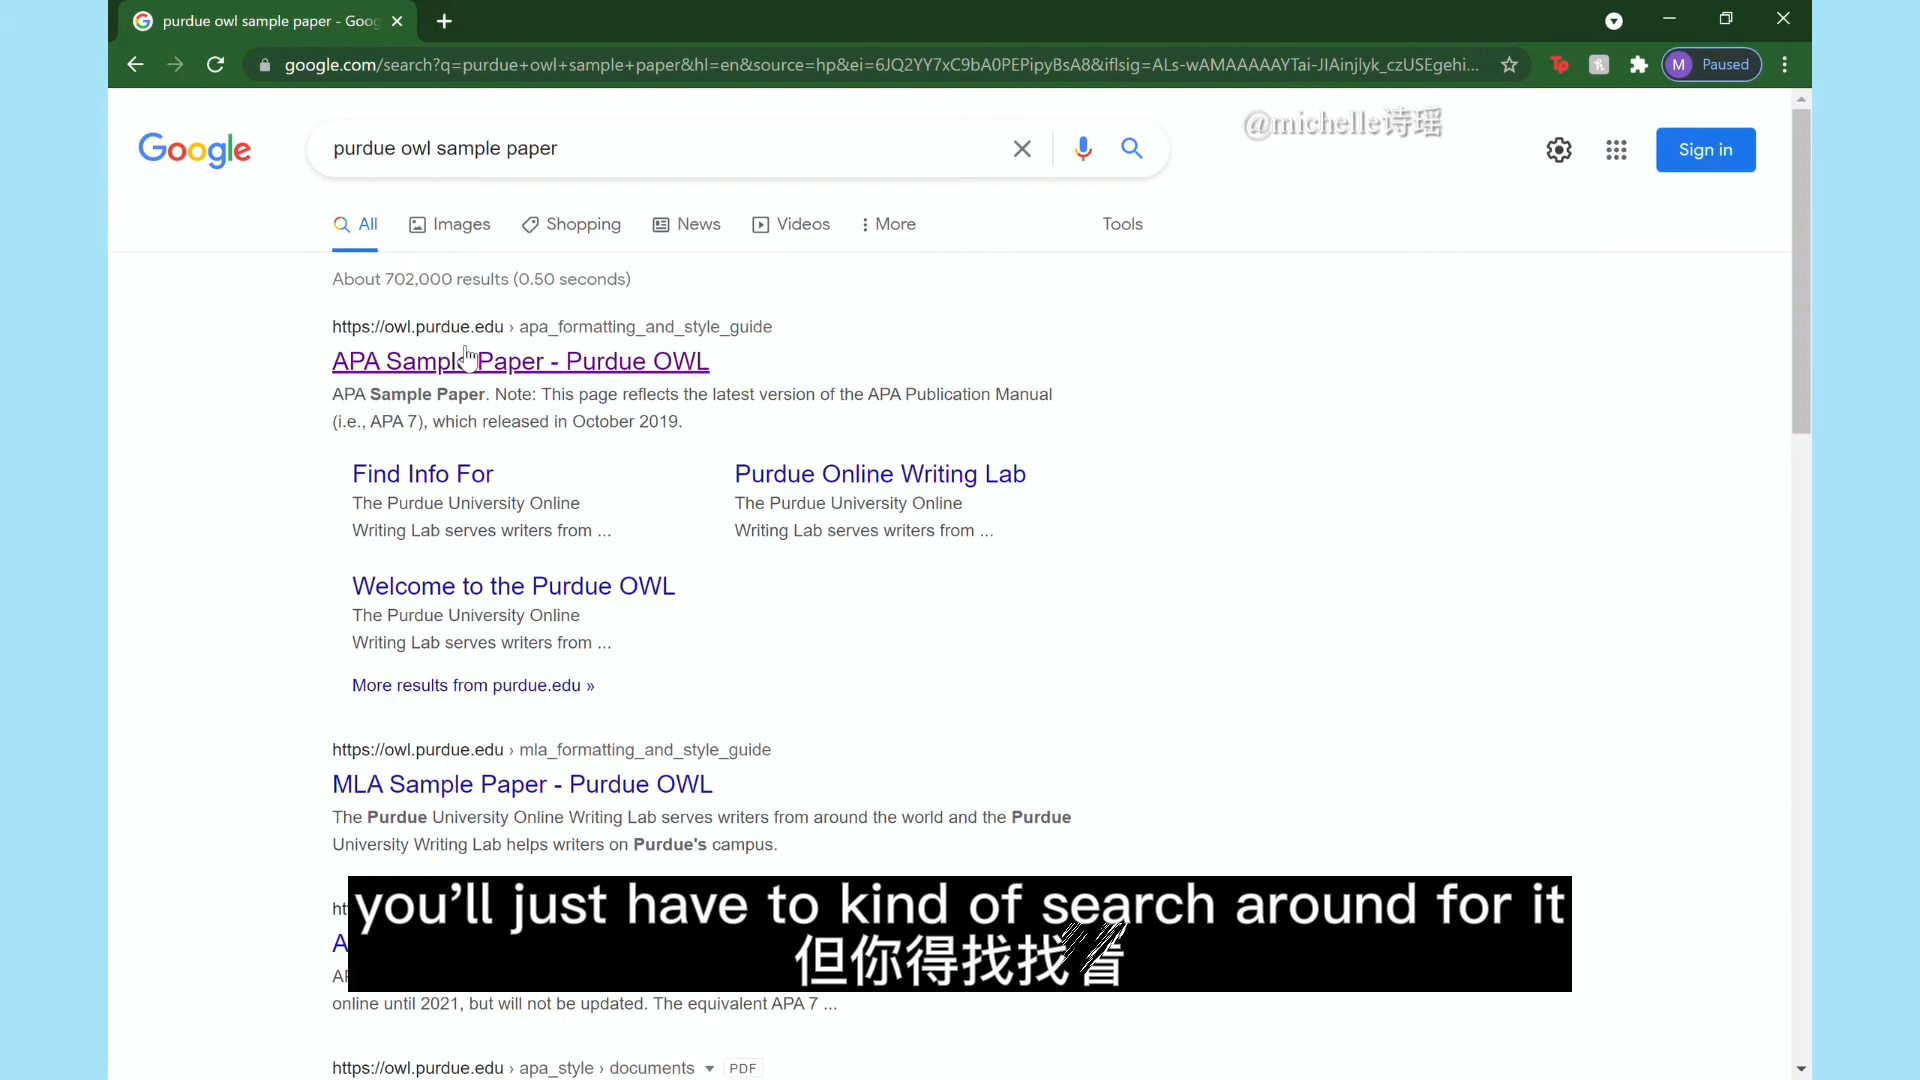 purdue owl sample paper - Goog
google.com/search?q=purdue+owl+sample+paper&hl=en&source=hp&ei=6JQ2YY7xC9bA0PEPipyBsA8&iflsig=ALs-wAMAAAAAYTai-JIAinjlyk_czUSEgehi...
M Paused
@michelle诗瑶
Google
purdue owl sample paper
Sign in
All Images Shopping News Videos More Tools
About 702,000 results (0.50 seconds)
https://owl.purdue.edu › apa_formatting_and_style_guide
APA Sample Paper - Purdue OWL
APA Sample Paper. Note: This page reflects the latest version of the APA Publication Manual
(i.e., APA 7), which released in October 2019.
Find Info For
The Purdue University Online
Writing Lab serves writers from ...
Purdue Online Writing Lab
The Purdue University Online
Writing Lab serves writers from ...
Welcome to the Purdue OWL
The Purdue University Online
Writing Lab serves writers from ...
More results from purdue.edu »
https://owl.purdue.edu › mla_formatting_and_style_guide
MLA Sample Paper - Purdue OWL
The Purdue University Online Writing Lab serves writers from around the world and the Purdue
University Writing Lab helps writers on Purdue's campus.
you’ll just have to kind of search around for it
但你得找找
online until 2021, but will not be updated. The equivalent APA 7 ...
https://owl.purdue.edu › apa_style › documents PDF